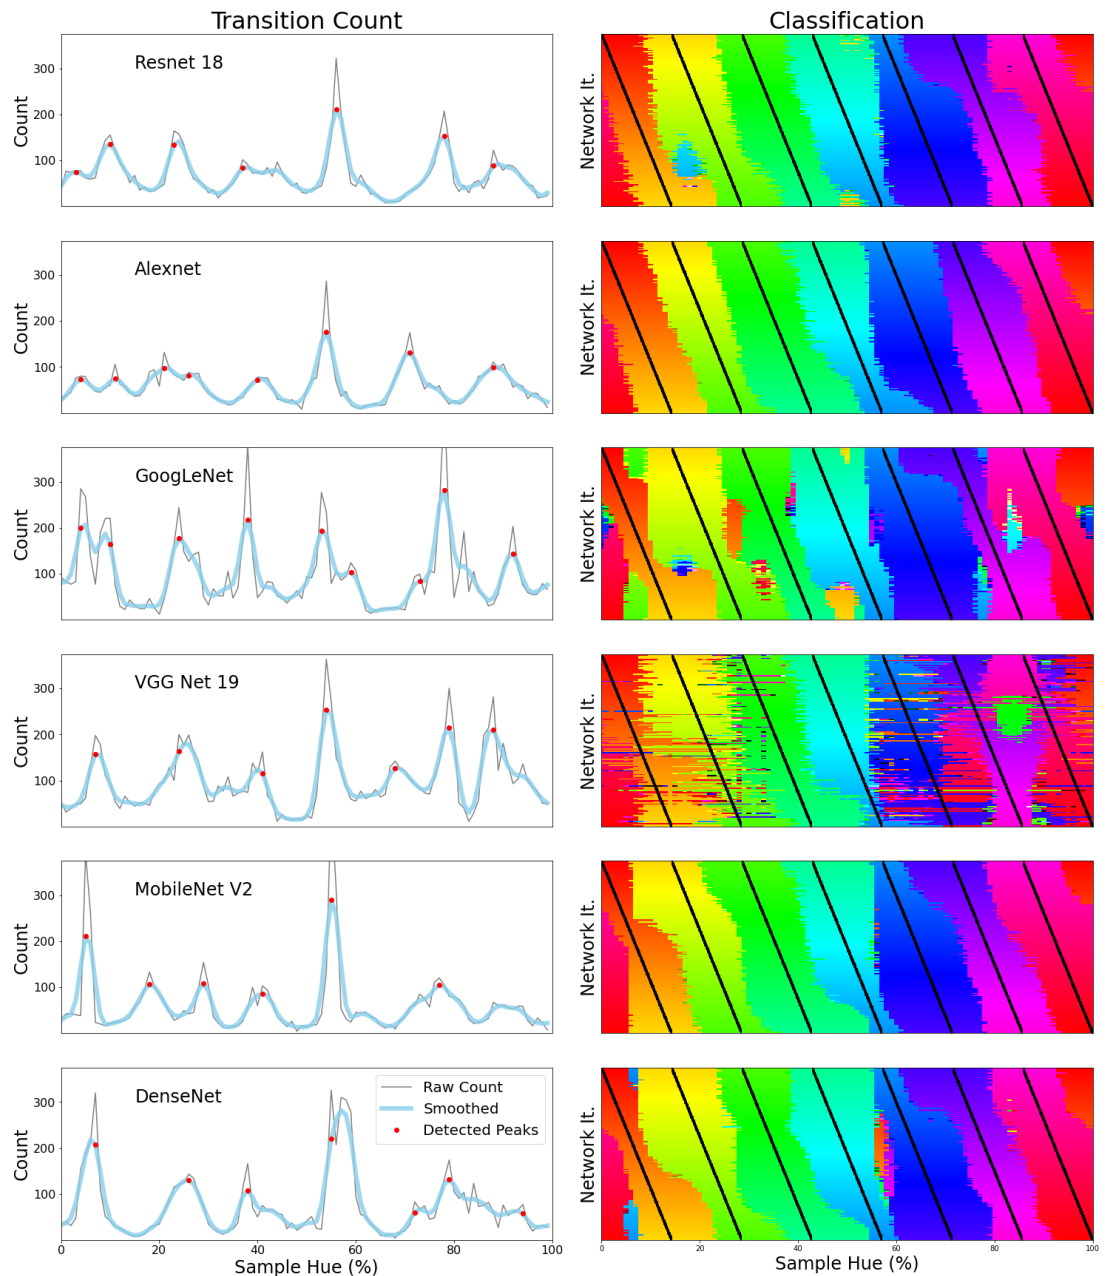 Transition Count
Classification
Count
300
200
100
Resnet 18
Network It.
Count
300
200
100
Alexnet
Network It.
Count
300
200
100
GoogLeNet
Network It.
Count
300
200
100
VGG Net 19
Network It.
Count
300
200
100
MobileNet V2
Network It.
Count
300
200
100
DenseNet
Raw Count
Smoothed
Detected Peaks
Network It.
0 20 40 60 80 100
0 20 40 60 80 100
Sample Hue (%)
Sample Hue (%)